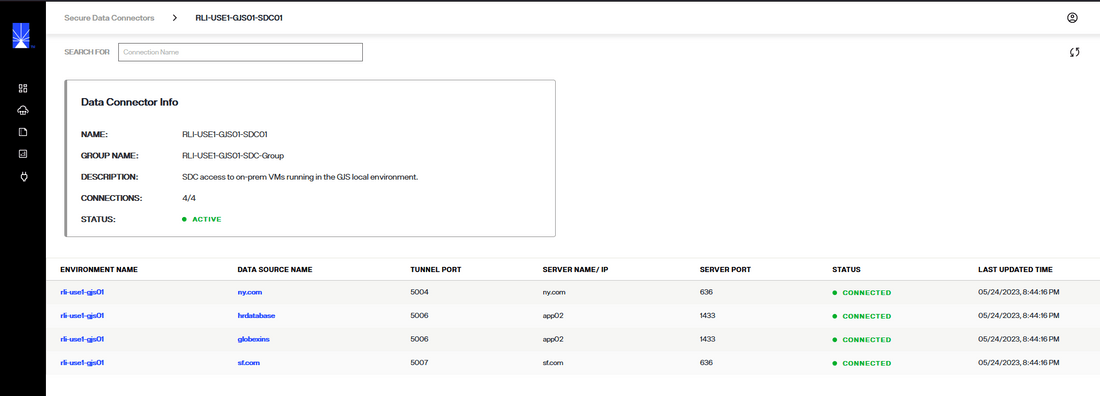 Secure Data Connectors > RLI-USE1-GJS01-SDC01
SEARCH FOR Connection Name
Data Connector Info
NAME: RLI-USE1-GJS01-SDC01
GROUP NAME: RLI-USE1-GJS01-SDC-Group
DESCRIPTION: SDC access to on-prem VMs running in the GJS local environment.
CONNECTIONS: 4/4
STATUS: ACTIVE
ENVIRONMENT NAME DATA SOURCE NAME TUNNEL PORT SERVER NAME/ IP SERVER PORT STATUS LAST UPDATED TIME
rli-use1-gjs01 ny.com 5004 ny.com 636 CONNECTED 05/24/2023, 8:44:16 PM
rli-use1-gjs01 hrdatabase 5006 app02 1433 CONNECTED 05/24/2023, 8:44:16 PM
rli-use1-gjs01 globexins 5006 app02 1433 CONNECTED 05/24/2023, 8:44:16 PM
rli-use1-gjs01 sf.com 5007 sf.com 636 CONNECTED 05/24/2023, 8:44:16 PM